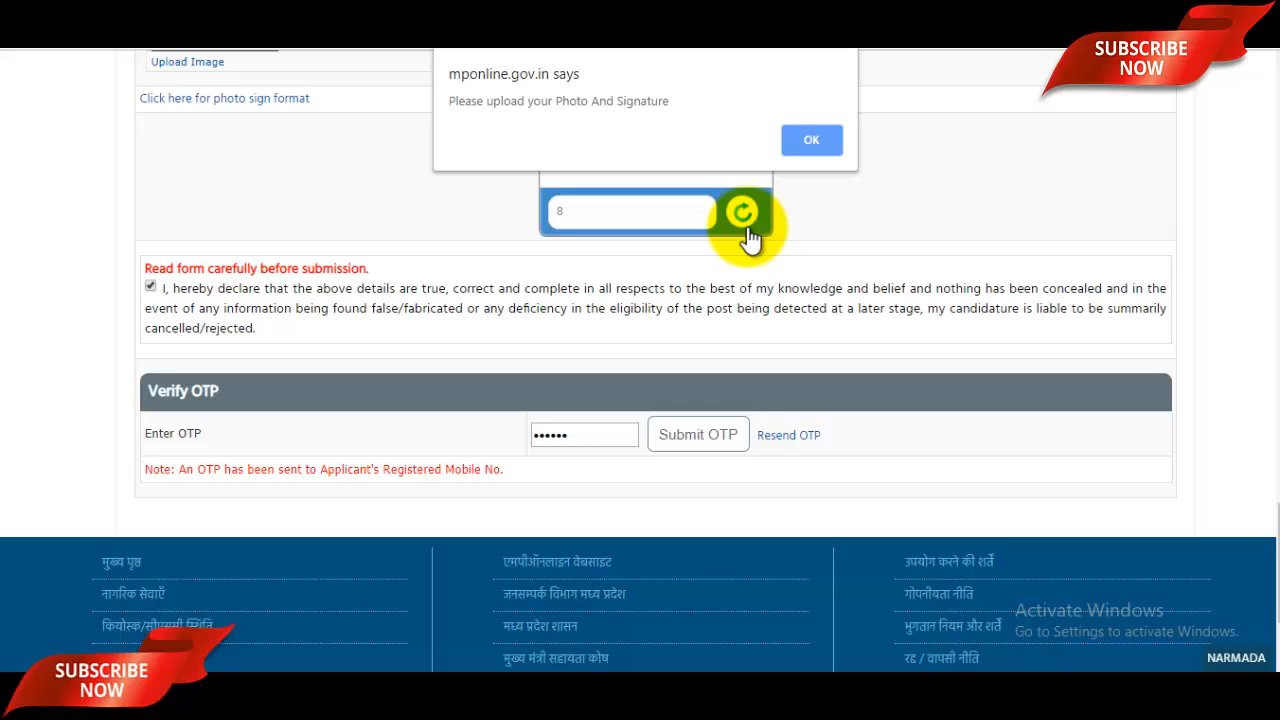 SUBSCRIBE
NOW
Upload Image
mponline.gov.in says
Please upload your Photo And Signature
OK
Click here for photo sign format
8
Read form carefully before submission.
I, hereby declare that the above details are true, correct and complete in all respects to the best of my knowledge and belief and nothing has been concealed and in the
event of any information being found false/fabricated or any deficiency in the eligibility of the post being detected at a later stage, my candidature is liable to be summarily
cancelled/rejected.
Verify OTP
Enter OTP
•••••• Submit OTP Resend OTP
Note: An OTP has been sent to Applicant's Registered Mobile No.
मुख्य पृष्ठ
नागरिक सेवाएँ
कियोस्क/सीएससी स्थिति
एमपीऑनलाइन वेबसाइट
जनसम्पर्क विभाग मध्य प्रदेश
मध्य प्रदेश शासन
मुख्य मंत्री सहायता कोष
उपयोग करने की शर्तें
गोपनीयता नीति
भुगतान नियम और शर्तें
रद्द / वापसी नीति
Activate Windows
Go to Settings to activate Windows.
NARMADA
SUBSCRIBE
NOW